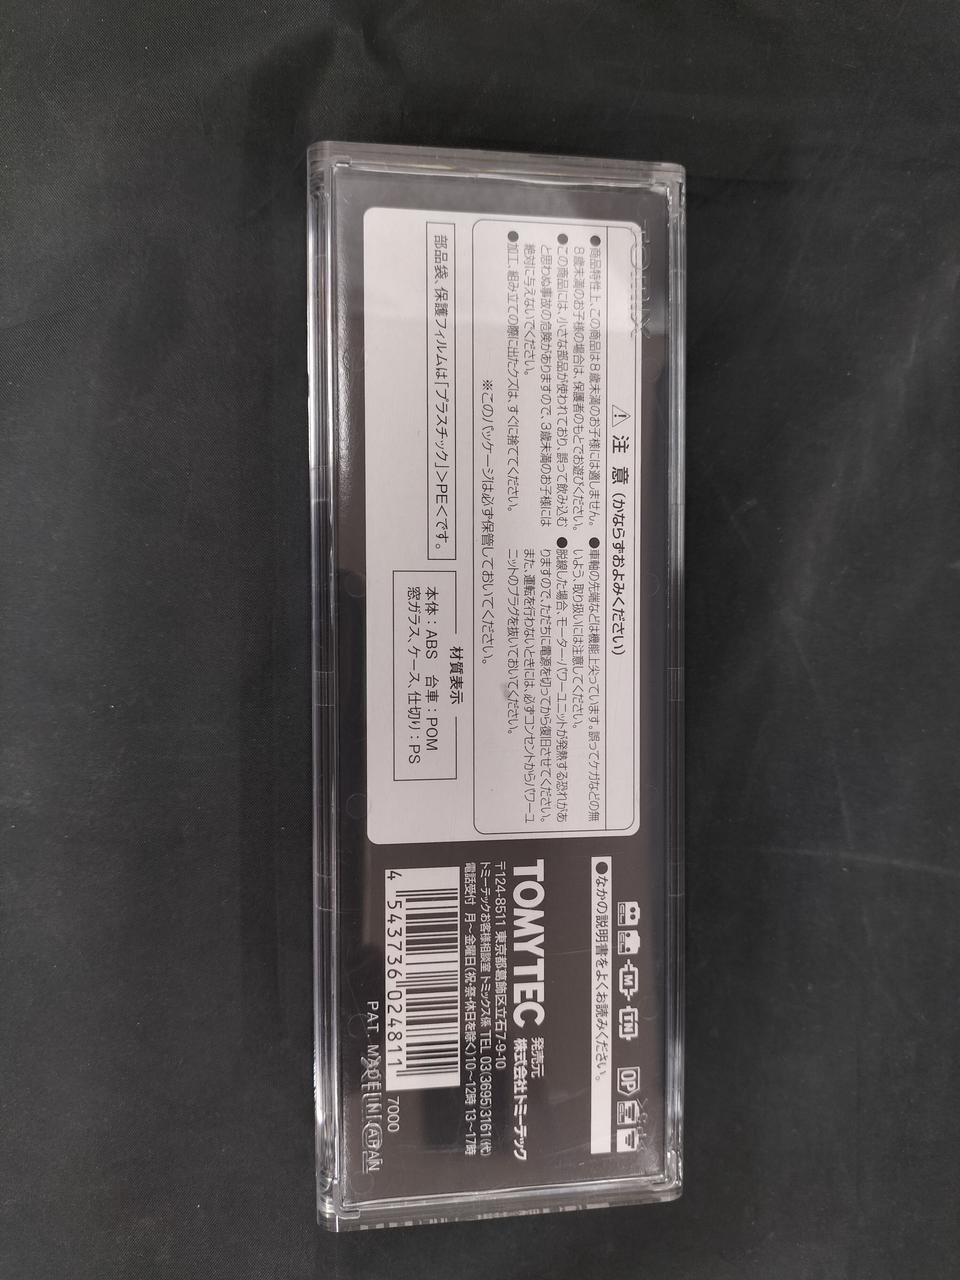 TOMIX
⚠ 注 意 (かならずおよみください)
●商品特性上、この商品は8歳未満のお子様には適しません。
8歳未満のお子様の場合は、保護者のもとでお遊びください。
●この商品には、小さな部品が使われており、誤って飲み込む
と思わぬ事故の危険がありますので、3歳未満のお子様には
絶対に与えないでください。
●加工、組み立ての際に出たクズは、すぐに捨ててください。
●車軸の先端などは機能上尖っています。誤ってケガなどの無
いよう、取り扱いには注意してください。
●脱線した場合、モーター・パワーユニットが発熱する恐れがあ
りますので、ただちに電源を切ってから復旧させてください。
また、運転を行わないときには、必ずコンセントからパワーユ
ニットのプラグを抜いておいてください。
※このパッケージは必ず保管しておいてください。
部品袋、保護フィルムは「プラスチック」>PE<です。
材質表示
本体：ABS 台車：POM
窓ガラス、ケース、仕切り：PS
M
TN
OP
●なかの説明書をよくお読みください。
TOMYTEC
発売元
株式会社トミーテック
〒124-8511 東京都葛飾区立石7-9-10
トミーテックお客様相談室 トミックス係 TEL 03(3695)3161(代)
電話受付 月～金曜日(祝・祭・休日を除く)10～12時 13～17時
4 543736 024811
7000
PAT. MADE IN JAPAN